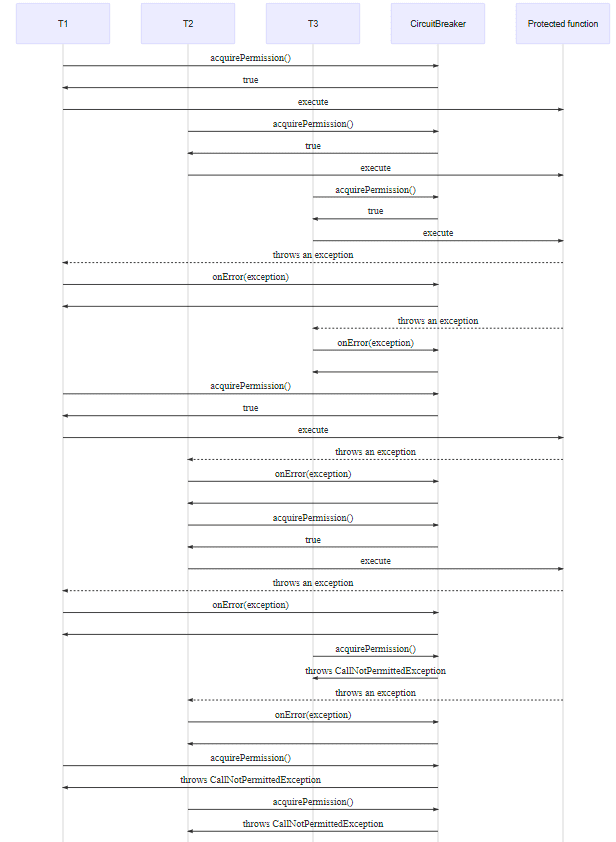 T1
T2
T3
CircuitBreaker
Protected function
acquirePermission()
true
execute
acquirePermission()
true
execute
acquirePermission()
true
execute
throws an exception
onError(exception)
throws an exception
onError(exception)
acquirePermission()
true
execute
throws an exception
onError(exception)
acquirePermission()
true
execute
throws an exception
onError(exception)
acquirePermission()
throws CallNotPermittedException
throws an exception
onError(exception)
acquirePermission()
throws CallNotPermittedException
acquirePermission()
throws CallNotPermittedException